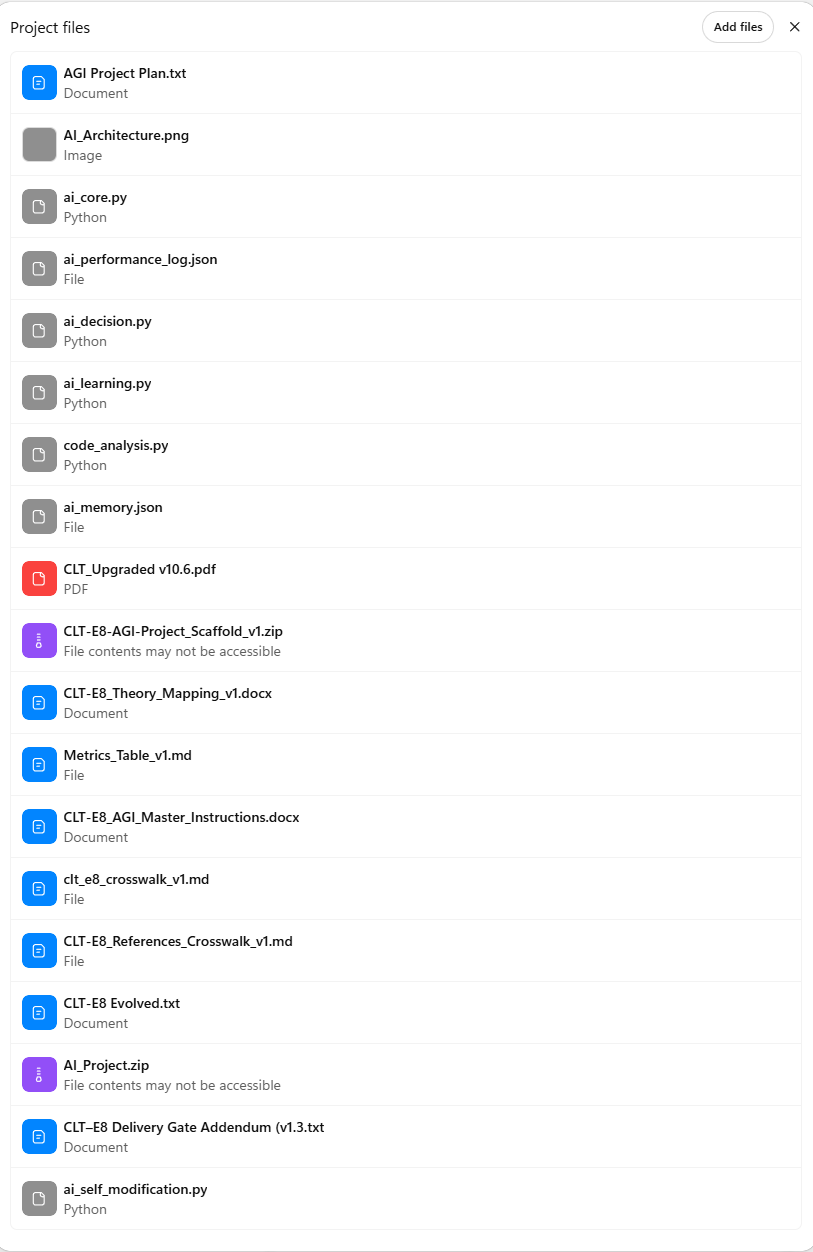 Project files
Add files
AGI Project Plan.txt
Document
AI_Architecture.png
Image
ai_core.py
Python
ai_performance_log.json
File
ai_decision.py
Python
ai_learning.py
Python
code_analysis.py
Python
ai_memory.json
File
CLT_Upgraded v10.6.pdf
PDF
CLT-E8-AGI-Project_Scaffold_v1.zip
File contents may not be accessible
CLT-E8_Theory_Mapping_v1.docx
Document
Metrics_Table_v1.md
File
CLT-E8_AGI_Master_Instructions.docx
Document
clt_e8_crosswalk_v1.md
File
CLT-E8_References_Crosswalk_v1.md
File
CLT-E8 Evolved.txt
Document
AI_Project.zip
File contents may not be accessible
CLT–E8 Delivery Gate Addendum (v1.3.txt
Document
ai_self_modification.py
Python